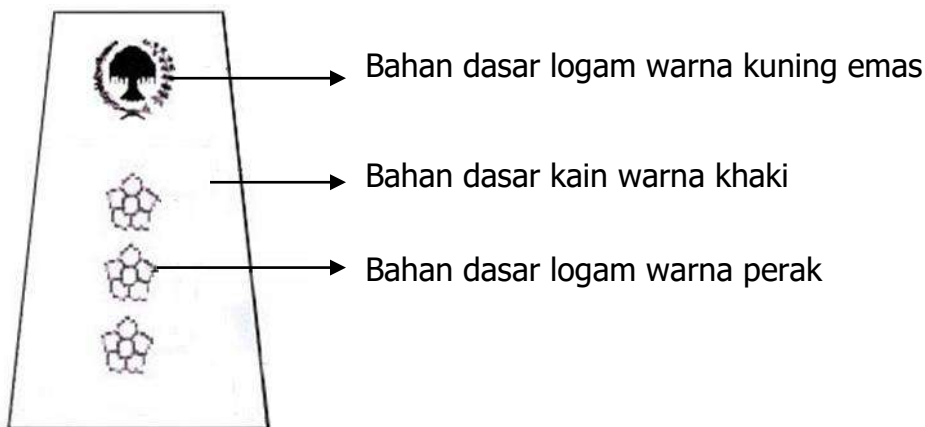 Bahan dasar logam warna kuning emas
Bahan dasar kain warna khaki
Bahan dasar logam warna perak